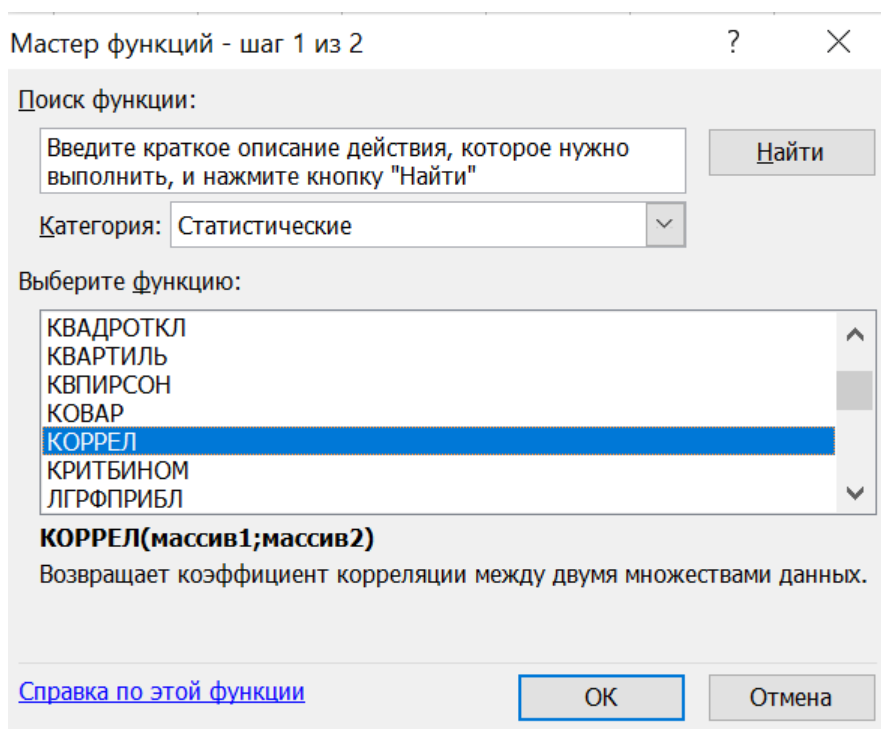 Мастер функций - шаг 1 из 2 ?
Поиск функции:
Введите краткое описание действия, которое нужно
выполнить, и нажмите кнопку "Найти"
Найти
Категория: Статистические
Выберите функцию:
КВАДРОТКЛ
КВАРТИЛЬ
КВПИРСОН
КОВАР
КОРРЕЛ
КРИТБИНОМ
ЛГРФПРИБЛ
КОРРЕЛ(массив1;массив2)
Возвращает коэффициент корреляции между двумя множествами данных.
Справка по этой функции
ОК
Отмена